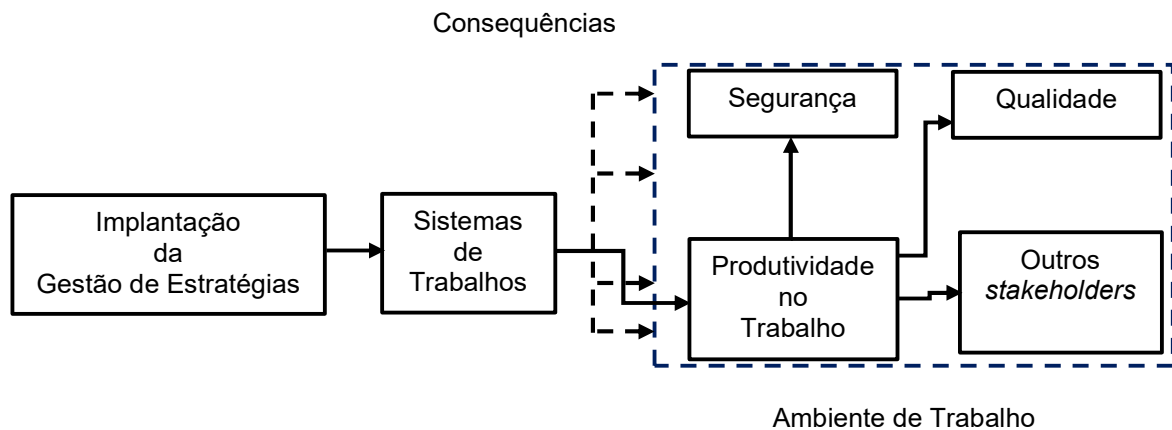 Consequências
Segurança
Qualidade
Implantação
da
Gestão de Estratégias
Sistemas
de
Trabalhos
Produtividade
no
Trabalho
Outros
stakeholders
Ambiente de Trabalho